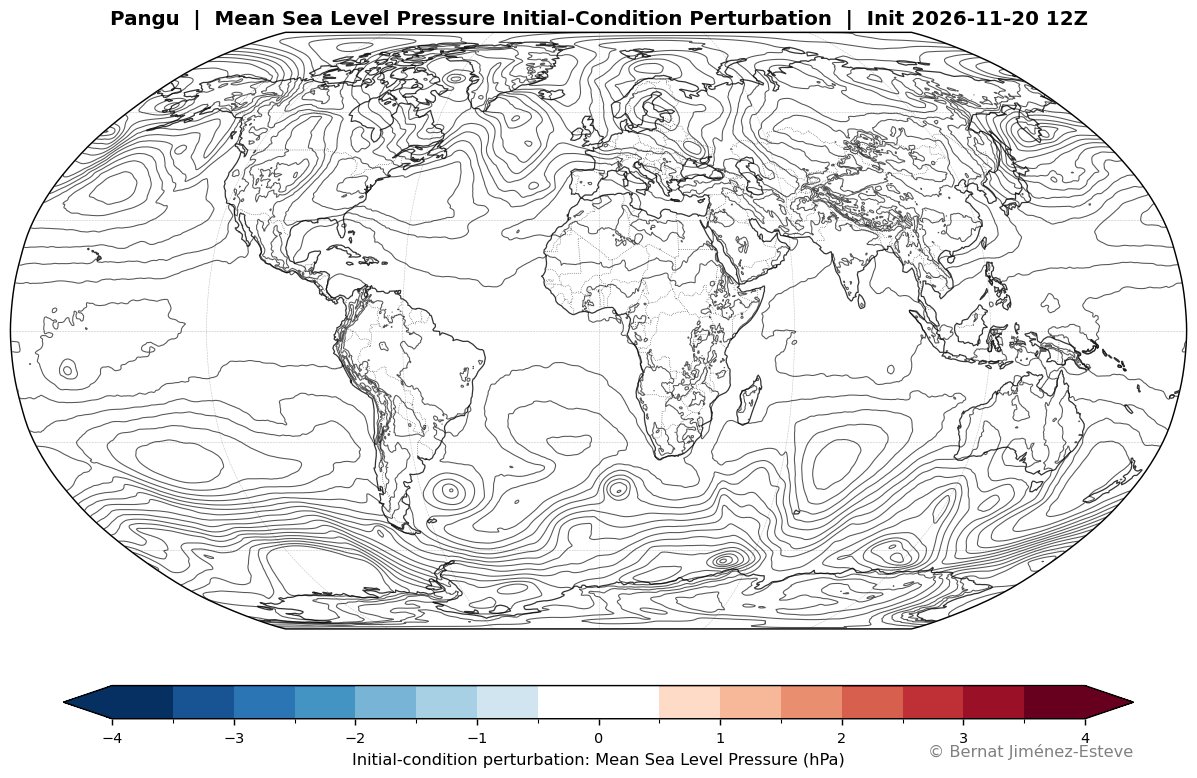 Pangu | Mean Sea Level Pressure Initial-Condition Perturbation | Init 2026-11-20 12Z
−4 −3 −2 −1 0 1 2 3 4
© Bernat Jiménez-Esteve
Initial-condition perturbation: Mean Sea Level Pressure (hPa)